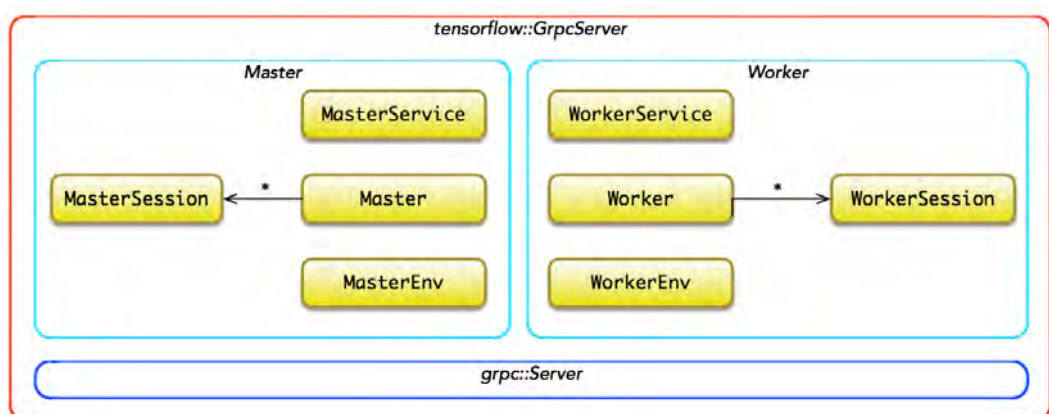 tensorflow::GrpcServer
Master
MasterService
MasterSession
*
Master
MasterEnv
Worker
WorkerService
Worker
*
WorkerSession
WorkerEnv
grpc::Server